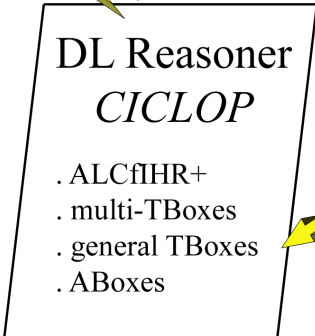 DL Reasoner
CICLOP
. ALCfIHR+
. multi-TBoxes
. general TBoxes
. ABoxes